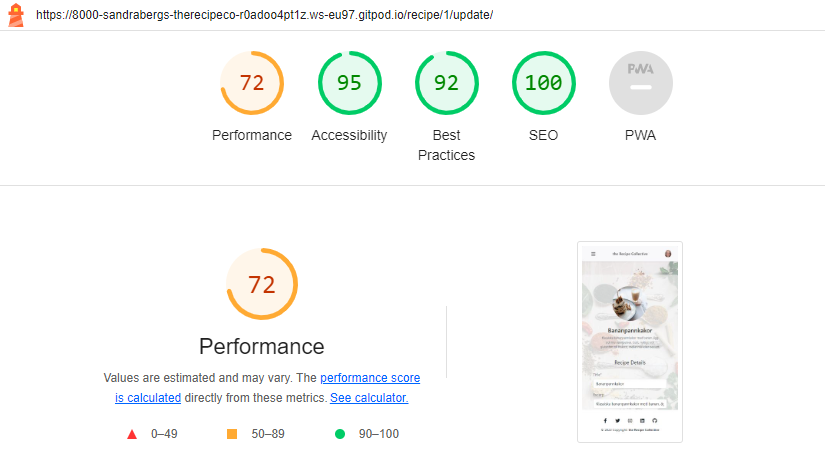 https://8000-sandrabergs-therecipeco-r0adoo4pt1z.ws-eu97.gitpod.io/recipe/1/update/
72
95
92
100
PWA
Performance
Accessibility
Best
Practices
SEO
PWA
72
Performance
Values are estimated and may vary. The performance score
is calculated directly from these metrics. See calculator.
0–49
50–89
90–100
the Recipe Collective
Bananpannkakor
Recipe Details
Bananpannkakor